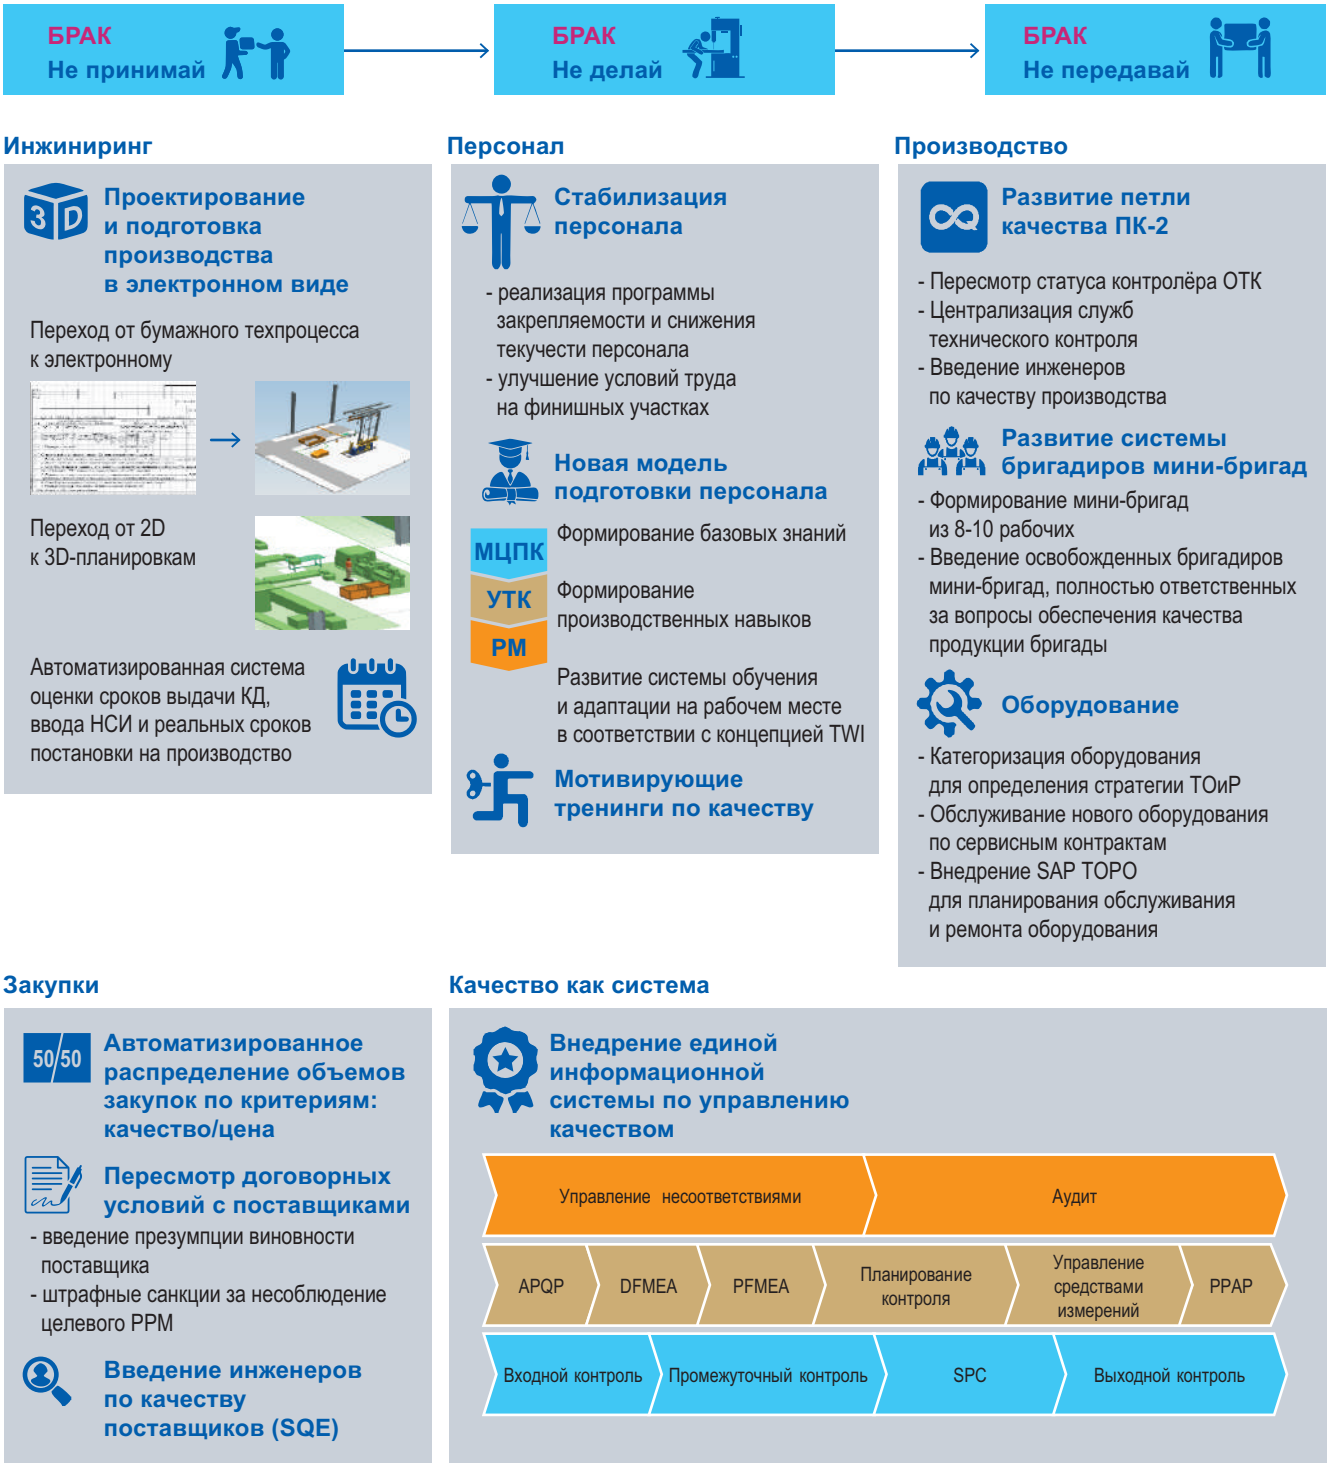 БРАК
Не принимай
БРАК
Не делай
БРАК
Не передавай
Инжиниринг
3D
Проектирование
и подготовка
производства
в электронном виде
Переход от бумажного техпроцесса
к электронному
Переход от 2D
к 3D-планировкам
Автоматизированная система
оценки сроков выдачи КД,
ввода НСИ и реальных сроков
постановки на производство
Персонал
Стабилизация
персонала
- реализация программы
закрепляемости и снижения
текучести персонала
- улучшение условий труда
на финишных участках
Новая модель
подготовки персонала
МЦПК
Формирование базовых знаний
УТК
Формирование
производственных навыков
РМ
Развитие системы обучения
и адаптации на рабочем месте
в соответствии с концепцией TWI
Мотивирующие
тренинги по качеству
Производство
Развитие петли
качества ПК-2
- Пересмотр статуса контролёра ОТК
- Централизация служб
технического контроля
- Введение инженеров
по качеству производства
Развитие системы
бригадиров мини-бригад
- Формирование мини-бригад
из 8-10 рабочих
- Введение освобожденных бригадиров
мини-бригад, полностью ответственных
за вопросы обеспечения качества
продукции бригады
Оборудование
- Категоризация оборудования
для определения стратегии ТОиР
- Обслуживание нового оборудования
по сервисным контрактам
- Внедрение SAP ТОРО
для планирования обслуживания
и ремонта оборудования
Закупки
50/50
Автоматизированное
распределение объемов
закупок по критериям:
качество/цена
Пересмотр договорных
условий с поставщиками
- введение презумпции виновности
поставщика
- штрафные санкции за несоблюдение
целевого PPM
Введение инженеров
по качеству
поставщиков (SQE)
Качество как система
Внедрение единой
информационной
системы по управлению
качеством
Управление несоответствиями
Аудит
APQP
DFMEA
PFMEA
Планирование
контроля
Управление
средствами
измерений
PPAP
Входной контроль
Промежуточный контроль
SPC
Выходной контроль